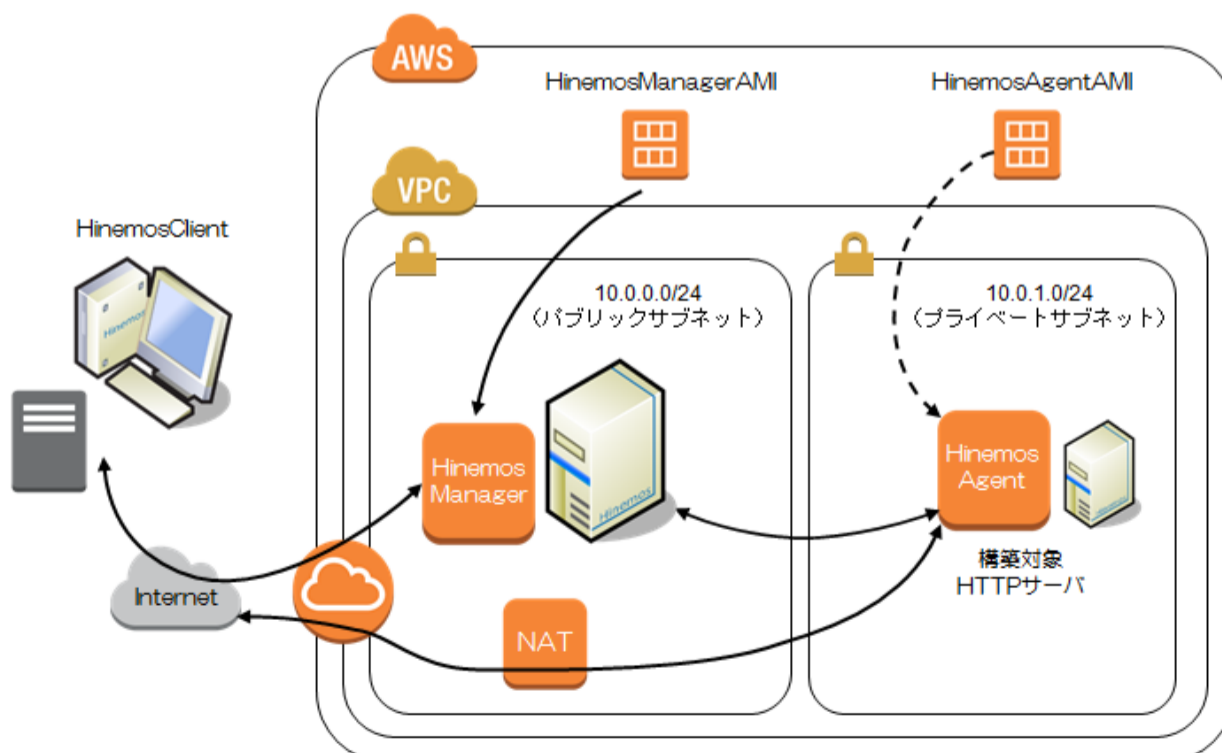 AWS
HinemosManagerAMI
HinemosAgentAMI
VPC
HinemosClient
10.0.0.0/24
(パブリックサブネット)
10.0.1.0/24
(プライベートサブネット)
Hinemos
Hinemos
Manager
Hinemos
Hinemos
Agent
構築対象
HTTPサーバ
Internet
NAT